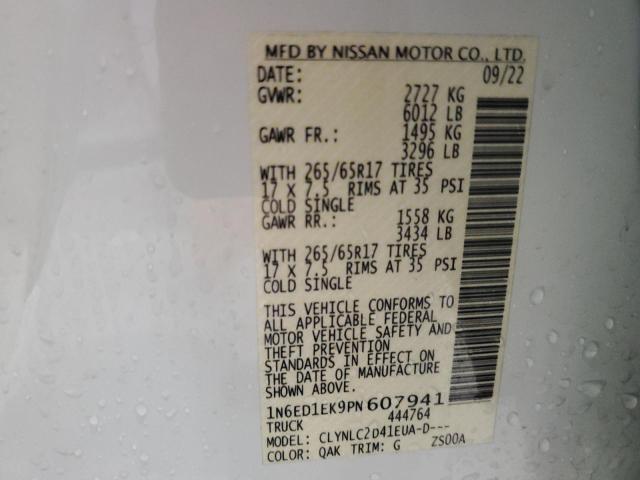 MFD BY NISSAN MOTOR CO., LTD.
DATE: 09/22
GVWR: 2727 KG
6012 LB
GAWR FR.: 1495 KG
3296 LB
WITH 265/65R17 TIRES
17 X 7.5 RIMS AT 35 PSI
COLD SINGLE
GAWR RR.: 1558 KG
3434 LB
WITH 265/65R17 TIRES
17 X 7.5 RIMS AT 35 PSI
COLD SINGLE
THIS VEHICLE CONFORMS TO
ALL APPLICABLE FEDERAL
MOTOR VEHICLE SAFETY AND
THEFT PREVENTION
STANDARDS IN EFFECT ON
THE DATE OF MANUFACTURE
SHOWN ABOVE.
1N6ED1EK9PN607941
TRUCK 444764
MODEL: CLYNLC2D41EUA-D---
COLOR: QAK TRIM: G ZS00A